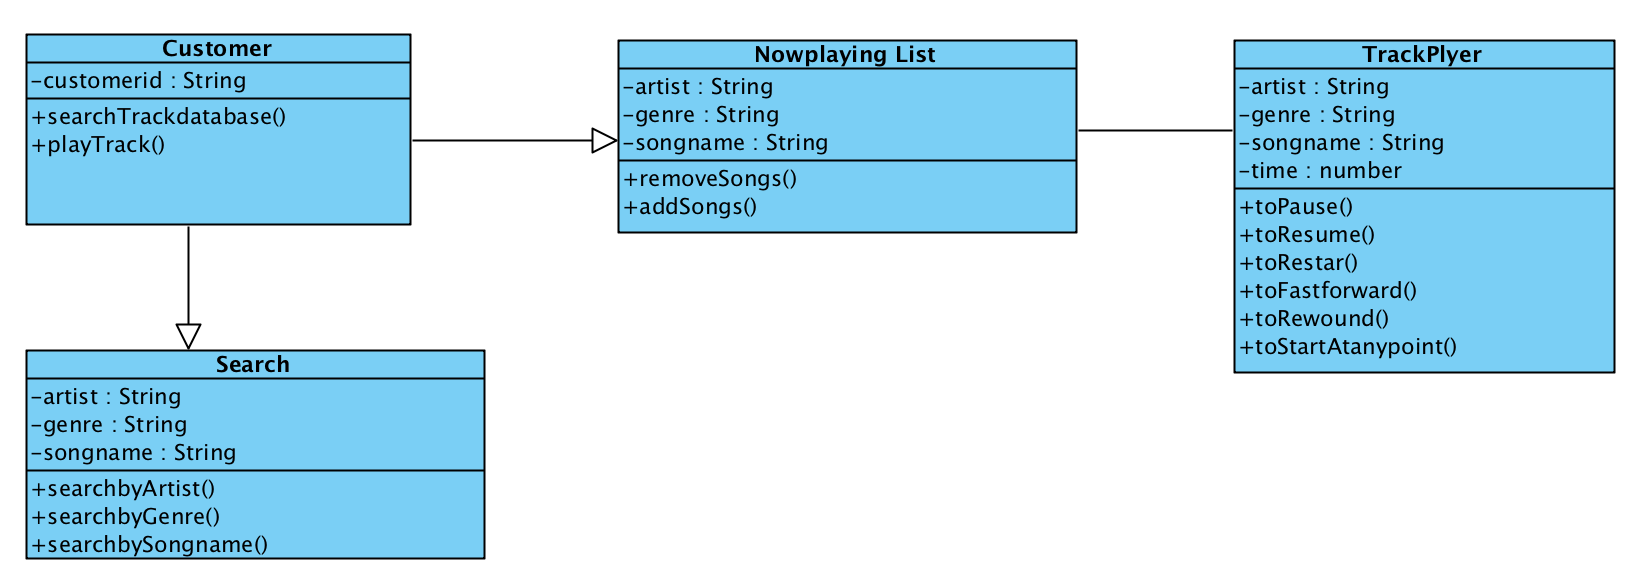 Customer
-customerid : String
+searchTrackdatabase()
+playTrack()
Nowplaying List
-artist : String
-genre : String
-songname : String
+removeSongs()
+addSongs()
TrackPlyer
-artist : String
-genre : String
-songname : String
-time : number
+toPause()
+toResume()
+toRestar()
+toFastforward()
+toRewound()
+toStartAtanypoint()
Search
-artist : String
-genre : String
-songname : String
+searchbyArtist()
+searchbyGenre()
+searchbySongname()